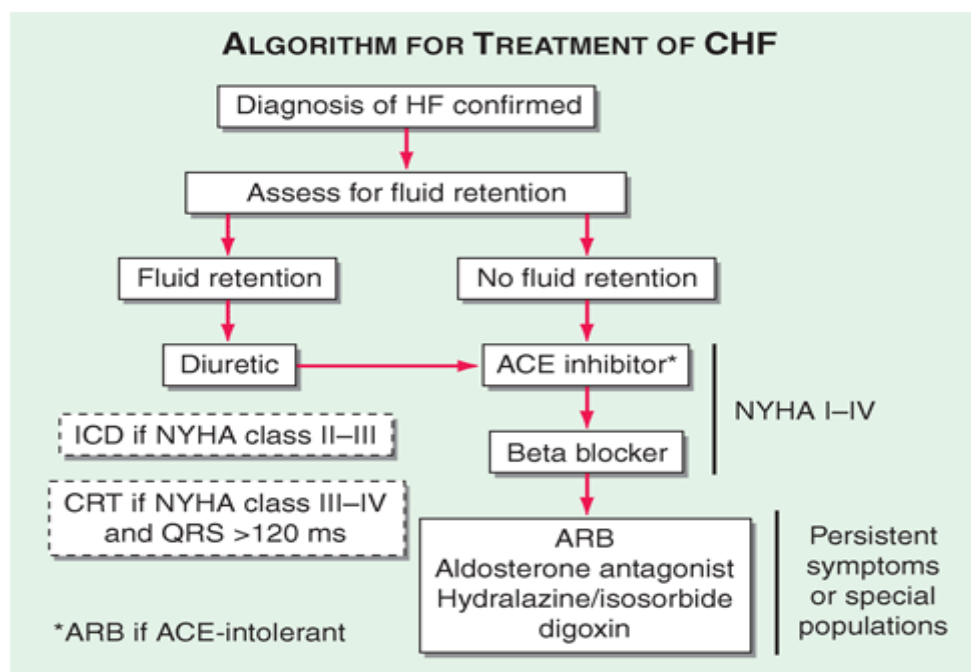 ALGORITHM FOR TREATMENT OF CHF
Diagnosis of HF confirmed
Assess for fluid retention
Fluid retention
No fluid retention
Diuretic
ACE inhibitor*
NYHA I–IV
ICD if NYHA class II–III
Beta blocker
CRT if NYHA class III–IV
and QRS >120 ms
ARB
Aldosterone antagonist
Hydralazine/isosorbide
digoxin
Persistent
symptoms
or special
populations
*ARB if ACE-intolerant